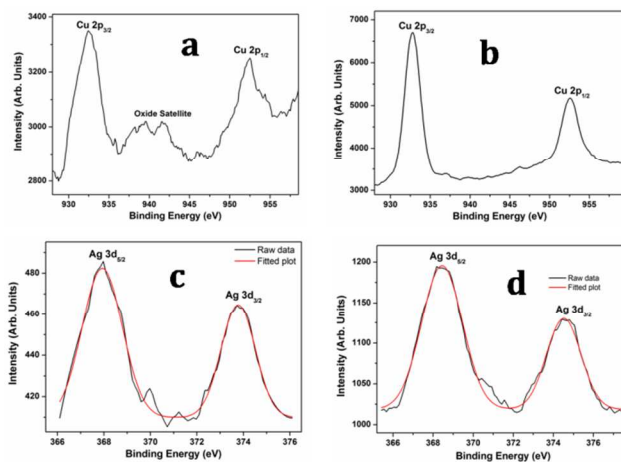 a
Cu 2p3/2
Cu 2p1/2
Oxide Satellite
3400
3200
3000
2800
930 935 940 945 950 955
Intensity (Arb. Units)
Binding Energy (eV)
b
Cu 2p3/2
Cu 2p1/2
7000
6000
5000
4000
3000
930 935 940 945 950 955
Intensity (Arb. Units)
Binding Energy (eV)
c
Ag 3d5/2
Ag 3d3/2
Raw data
Fitted plot
480
460
440
420
366 368 370 372 374 376
Intensity (Arb. Units)
Binding Energy (eV)
d
Ag 3d5/2
Ag 3d3/2
Raw data
Fitted plot
1200
1150
1100
1050
1000
366 368 370 372 374 376
Intensity (Arb. Units)
Binding Energy (eV)